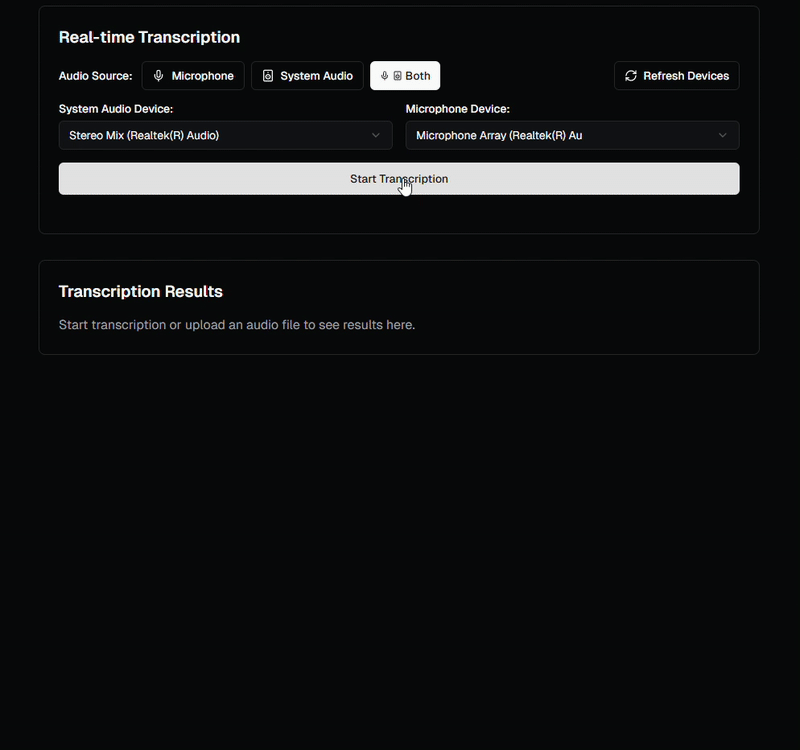 Real-time Transcription
Audio Source: Microphone System Audio Both Refresh Devices
System Audio Device: Microphone Device:
Stereo Mix (Realtek(R) Audio) Microphone Array (Realtek(R) Au
Start Transcription
Transcription Results
Start transcription or upload an audio file to see results here.